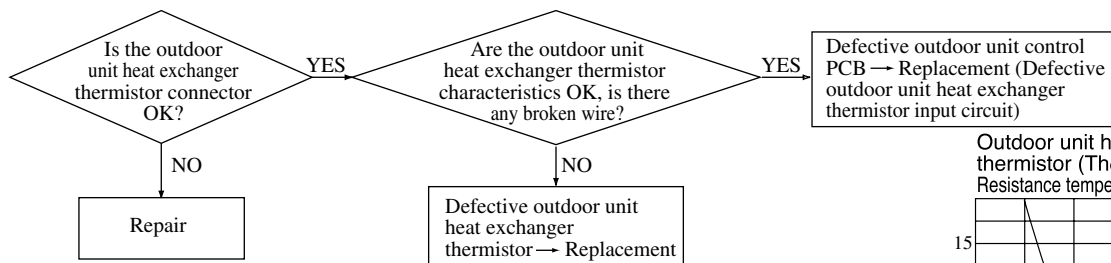 Is the outdoor
unit heat exchanger
thermistor connector
OK?
YES
Are the outdoor unit
heat exchanger thermistor
characteristics OK, is there
any broken wire?
YES
Defective outdoor unit control
PCB → Replacement (Defective
outdoor unit heat exchanger
thermistor input circuit)
NO
Repair
NO
Defective outdoor unit
heat exchanger
thermistor → Replacement
Outdoor unit h
thermistor (The
Resistance tempe
15